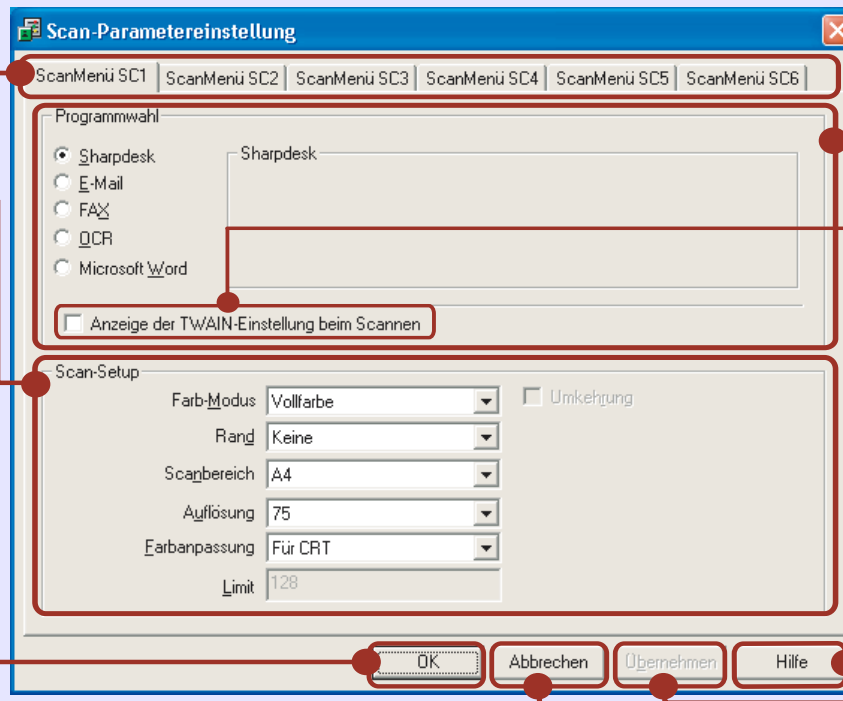 Scan-Parametereinstellung
ScanMenü SC1 ScanMenü SC2 ScanMenü SC3 ScanMenü SC4 ScanMenü SC5 ScanMenü SC6
Programmwahl
Sharpdesk
Sharpdesk
E-Mail
FAX
OCR
Microsoft Word
Anzeige der TWAIN-Einstellung beim Scannen
Scan-Setup
Farb-Modus Vollfarbe Umkehrung
Rand Keine
Scanbereich A4
Auflösung 75
Farbanpassung Für CRT
Limit 128
OK Abbrechen Übernehmen Hilfe